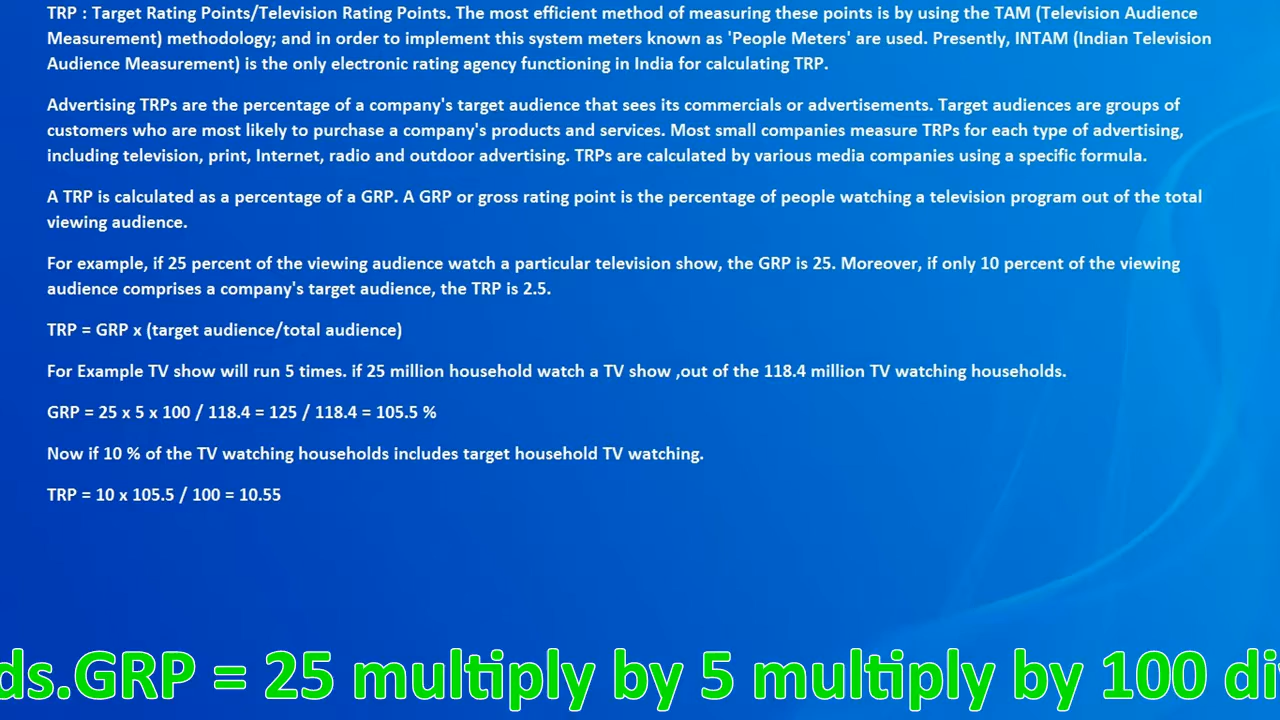 TRP : Target Rating Points/Television Rating Points. The most efficient method of measuring these points is by using the TAM (Television Audience
Measurement) methodology; and in order to implement this system meters known as 'People Meters' are used. Presently, INTAM (Indian Television
Audience Measurement) is the only electronic rating agency functioning in India for calculating TRP.
Advertising TRPs are the percentage of a company's target audience that sees its commercials or advertisements. Target audiences are groups of
customers who are most likely to purchase a company's products and services. Most small companies measure TRPs for each type of advertising,
including television, print, Internet, radio and outdoor advertising. TRPs are calculated by various media companies using a specific formula.
A TRP is calculated as a percentage of a GRP. A GRP or gross rating point is the percentage of people watching a television program out of the total
viewing audience.
For example, if 25 percent of the viewing audience watch a particular television show, the GRP is 25. Moreover, if only 10 percent of the viewing
audience comprises a company's target audience, the TRP is 2.5.
TRP = GRP x (target audience/total audience)
For Example TV show will run 5 times. if 25 million household watch a TV show ,out of the 118.4 million TV watching households.
GRP = 25 x 5 x 100 / 118.4 = 125 / 118.4 = 105.5 %
Now if 10 % of the TV watching households includes target household TV watching.
TRP = 10 x 105.5 / 100 = 10.55
ds.GRP = 25 multiply by 5 multiply by 100 di